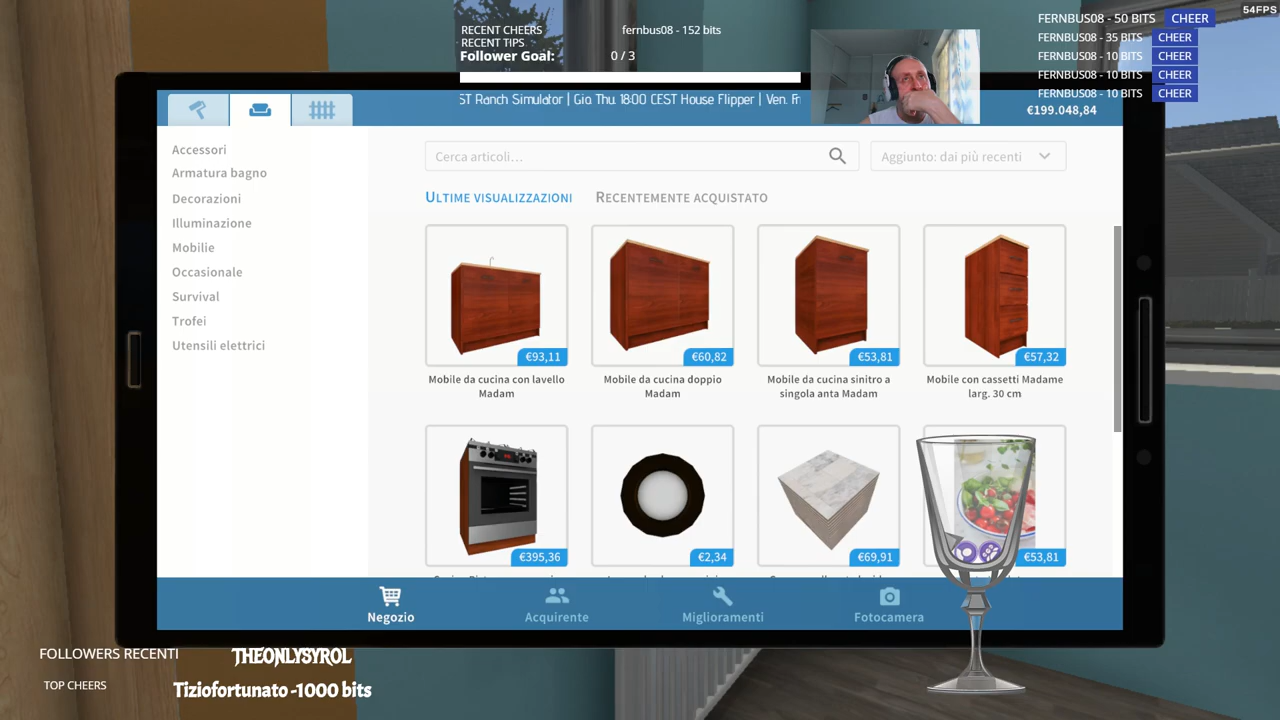 RECENT CHEERS
fernbus08 - 152 bits
RECENT TIPS
Follower Goal:
0 / 3
ST Ranch Simulator | Gio. Thu. 18:00 CEST House Flipper | Ven. Fr
FERNBUS08 - 50 BITS CHEER
FERNBUS08 - 35 BITS CHEER
FERNBUS08 - 10 BITS CHEER
FERNBUS08 - 10 BITS CHEER
FERNBUS08 - 10 BITS CHEER
54FPS
€199.048,84
Accessori
Armatura bagno
Decorazioni
Illuminazione
Mobilie
Occasionale
Survival
Trofei
Utensili elettrici
Cerca articoli...
Aggiunto: dai più recenti
Ultime visualizzazioni
Recentemente acquistato
€93,11
€60,82
€53,81
€57,32
Mobile da cucina con lavello
Madam
Mobile da cucina doppio
Madam
Mobile da cucina sinitro a
singola anta Madam
Mobile con cassetti Madame
larg. 30 cm
€395,36
€2,34
€69,91
€53,81
Negozio
Acquirente
Miglioramenti
Fotocamera
FOLLOWERS RECENTI
THEONLYSYROL
TOP CHEERS
Tiziofortunato -1000 bits